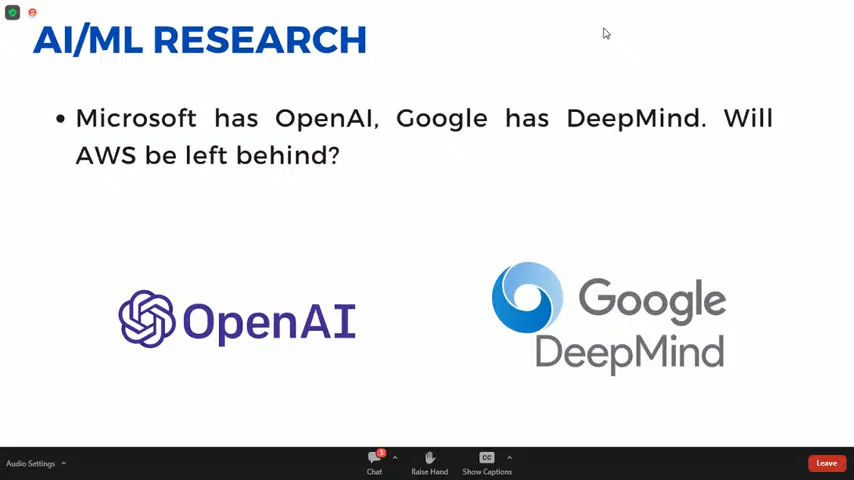 AI/ML RESEARCH
• Microsoft has OpenAI, Google has DeepMind. Will
AWS be left behind?
OpenAI
Google
DeepMind
Audio Settings
3
Chat
Raise Hand
CC
Show Captions
Leave